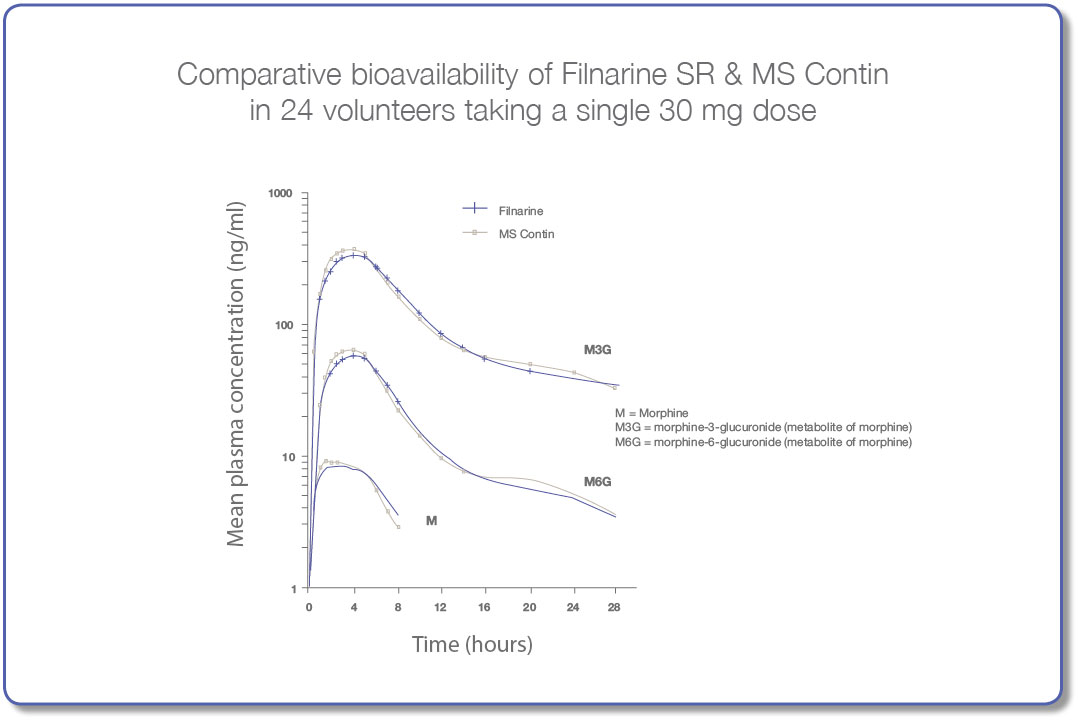 Comparative bioavailability of Filnarine SR & MS Contin
in 24 volunteers taking a single 30 mg dose
Mean plasma concentration (ng/ml)
1000
100
10
1
Filnarine
MS Contin
M3G
M = Morphine
M3G = morphine-3-glucuronide (metabolite of morphine)
M6G = morphine-6-glucuronide (metabolite of morphine)
M6G
M
0 4 8 12 16 20 24 28
Time (hours)